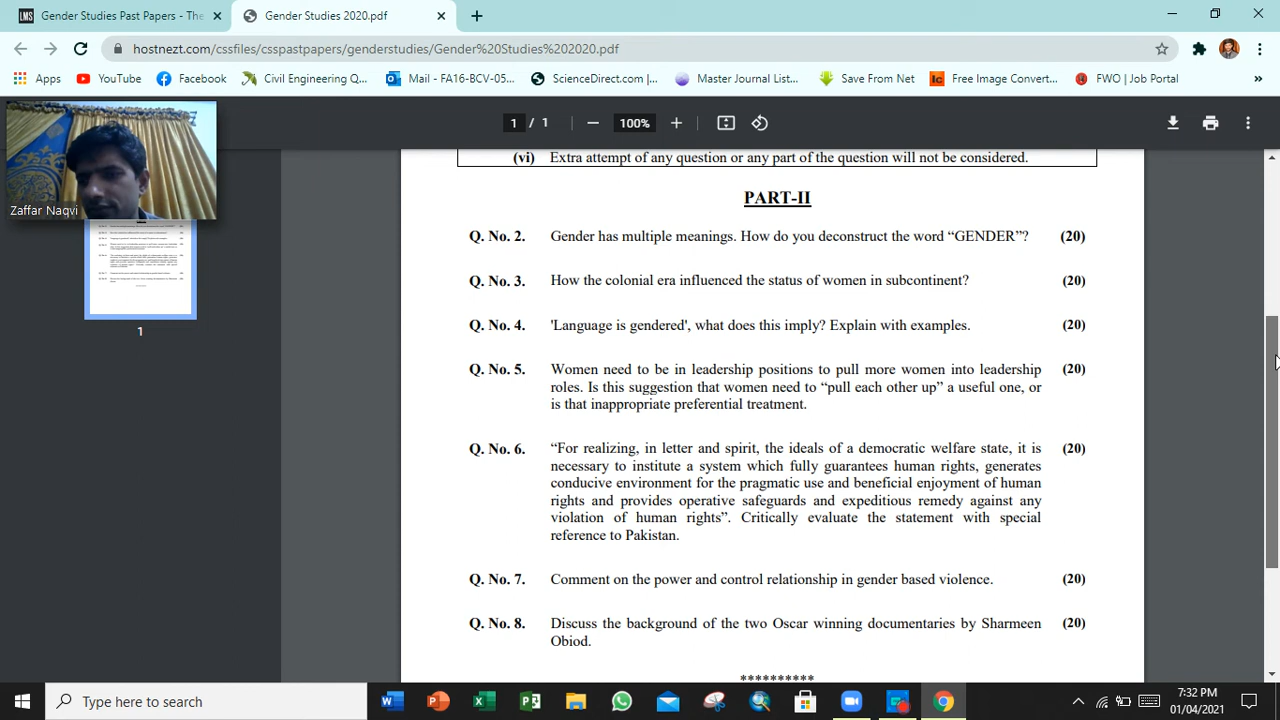 Gender Studies Past Papers - The
Gender Studies 2020.pdf
hostnezt.com/cssfiles/csspastpapers/genderstudies/Gender%20Studies%202020.pdf
Apps YouTube Facebook Civil Engineering Q... Mail - FA16-BCV-05... ScienceDirect.com |... Master Journal List... Save From Net Free Image Convert... FWO | Job Portal »
1 / 1 100%
Zaffar Naqvi
1
(vi) Extra attempt of any question or any part of the question will not be considered.
PART-II
Q. No. 2. Gender has multiple meanings. How do you deconstruct the word “GENDER”? (20)
Q. No. 3. How the colonial era influenced the status of women in subcontinent? (20)
Q. No. 4. 'Language is gendered', what does this imply? Explain with examples. (20)
Q. No. 5. Women need to be in leadership positions to pull more women into leadership (20)
roles. Is this suggestion that women need to “pull each other up” a useful one, or
is that inappropriate preferential treatment.
Q. No. 6. “For realizing, in letter and spirit, the ideals of a democratic welfare state, it is (20)
necessary to institute a system which fully guarantees human rights, generates
conducive environment for the pragmatic use and beneficial enjoyment of human
rights and provides operative safeguards and expeditious remedy against any
violation of human rights”. Critically evaluate the statement with special
reference to Pakistan.
Q. No. 7. Comment on the power and control relationship in gender based violence. (20)
Q. No. 8. Discuss the background of the two Oscar winning documentaries by Sharmeen (20)
Obiod.
**********
Type here to search
7:32 PM
01/04/2021